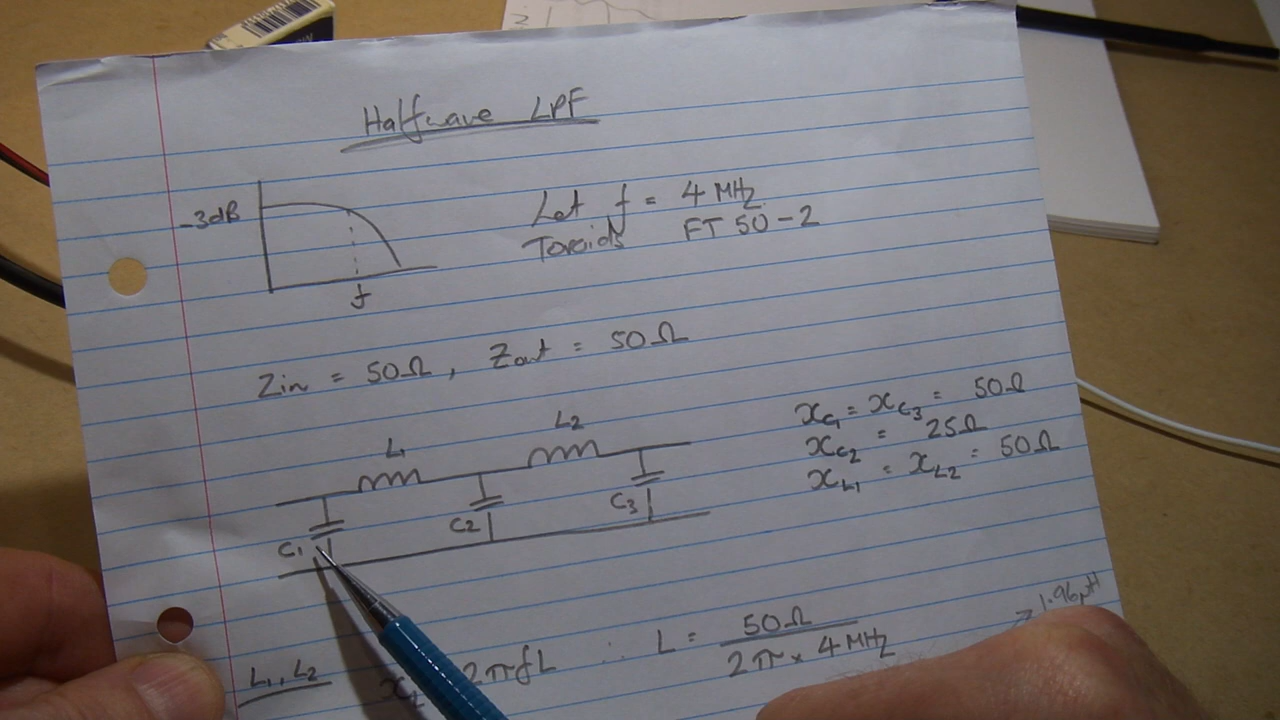 Halfwave LPF
-3dB
f
Let f = 4 MHz
Toroids FT 50-2
Zin = 50Ω, Zout = 50Ω
L1
L2
C1
C2
C3
xC1 = xC3 = 50Ω
xC2 = 25Ω
xL1 = xL2 = 50Ω
L1, L2
2πfL ∴ L = 50Ω / 2π × 4 MHz
→ 1.96μH